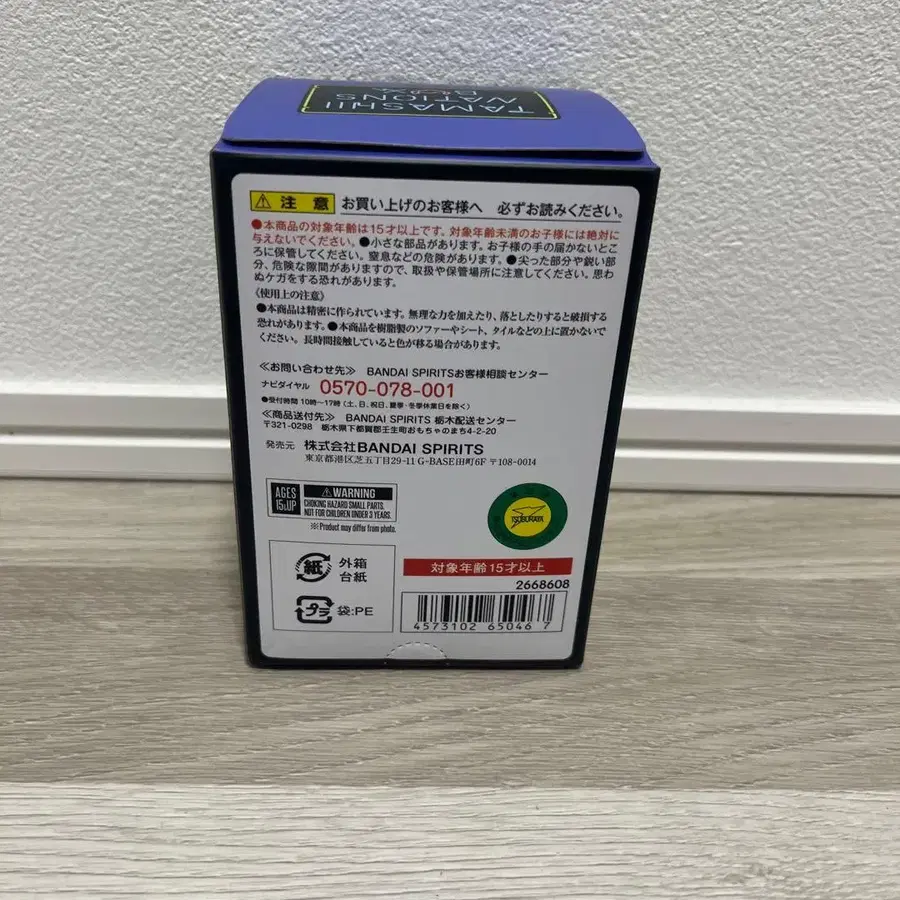 TAMASHII
NATIONS
BOX
注意 お買い上げのお客様へ 必ずお読みください。
●本商品の対象年齢は15才以上です。対象年齢未満のお子様には絶対に
与えないでください。●小さな部品があります。お子様の手の届かないとこ
ろに保管してください。窒息などの危険があります。●尖った部分や鋭い部
分、危険な隙間がありますので、取扱や保管場所に注意してください。思わ
ぬケガをする恐れがあります。
《使用上の注意》
●本商品は精密に作られています。無理な力を加えたり、落としたりすると破損する
恐れがあります。●本商品を樹脂製のソファーやシート、タイルなどの上に置かないで
ください。長時間接触していると色が移る場合があります。
≪お問い合わせ先≫ BANDAI SPIRITSお客様相談センター
ナビダイヤル 0570-078-001
●受付時間 10時~17時(土、日、祝日、夏季・冬季休業日を除く)
≪商品送付先≫ BANDAI SPIRITS 栃木配送センター
〒321-0298 栃木県下都賀郡壬生町おもちゃのまち4-2-20
発売元 株式会社BANDAI SPIRITS
東京都港区芝五丁目29-11 G-BASE田町6F 〒108-0014
AGES
15&UP
WARNING
CHOKING HAZARD SMALL PARTS.
NOT FOR CHILDREN UNDER 3 YEARS.
※Product may differ from photo.
TSUBURAYA
紙 外箱
台紙
プラ 袋:PE
対象年齢15才以上
2668608
4573102 65046 7